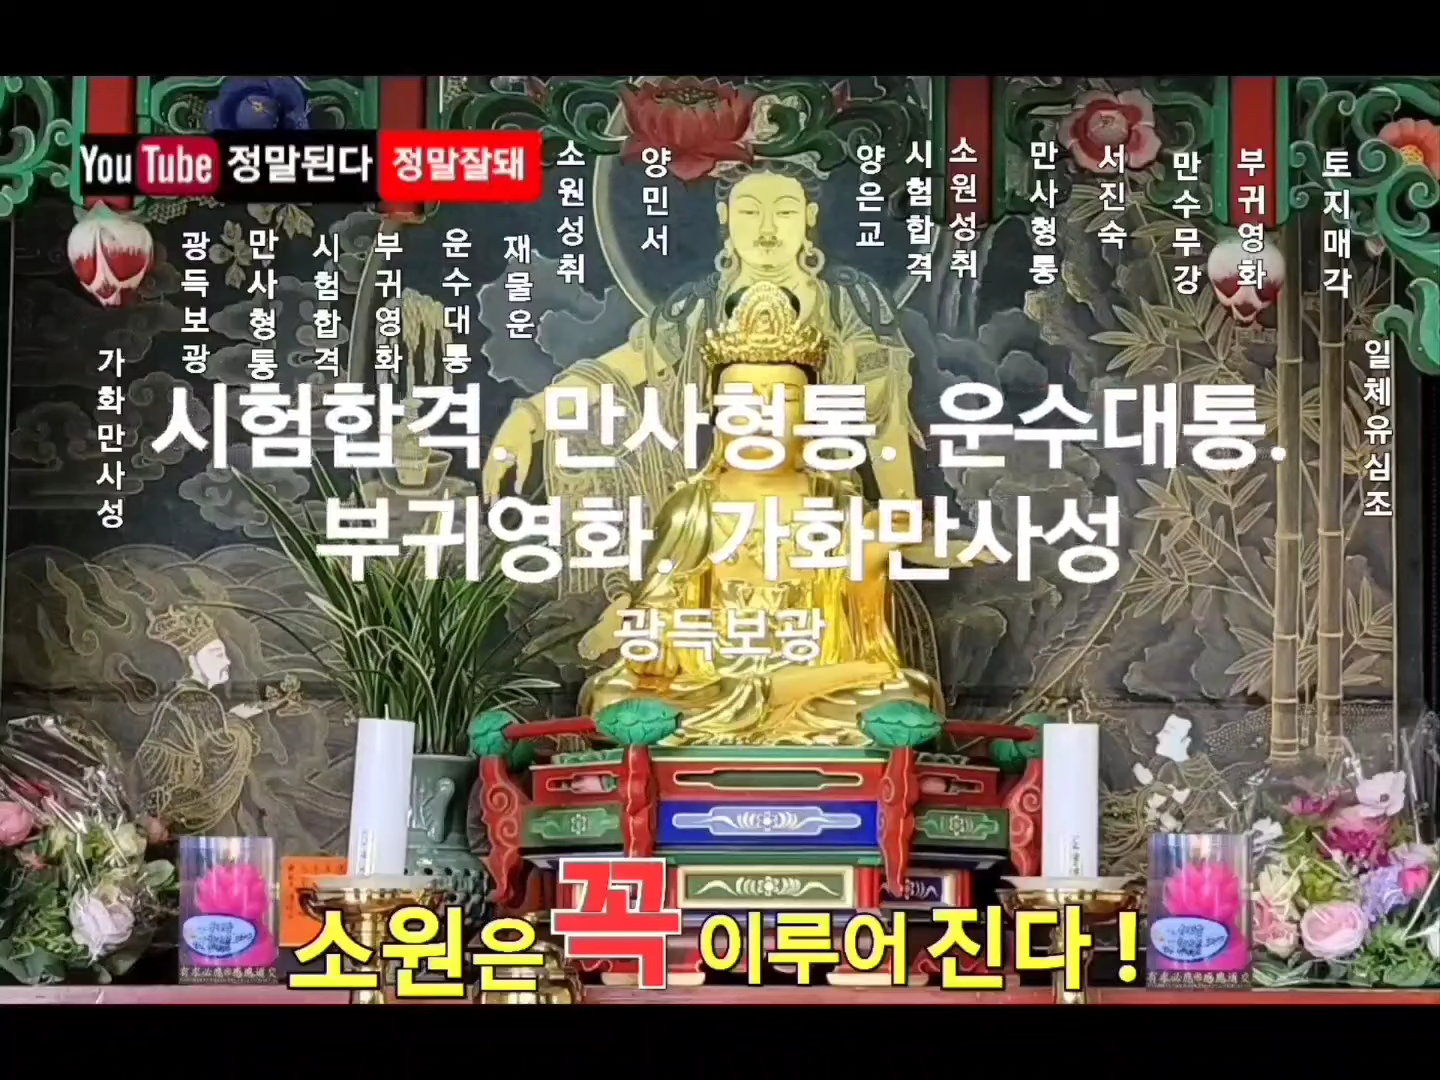 YouTube 정말된다 정말잘돼
가화만사성
광득보광
만사형통
시험합격
부귀영화
운수대통
재물운
소원성취
양민서
양은교
시험합격
소원성취
만사형통
서진숙
만수무강
부귀영화
토지매각
일체유심조
시험합격. 만사형통. 운수대통.
부귀영화. 가화만사성
광득보광
소원은 꼭 이루어 진다!